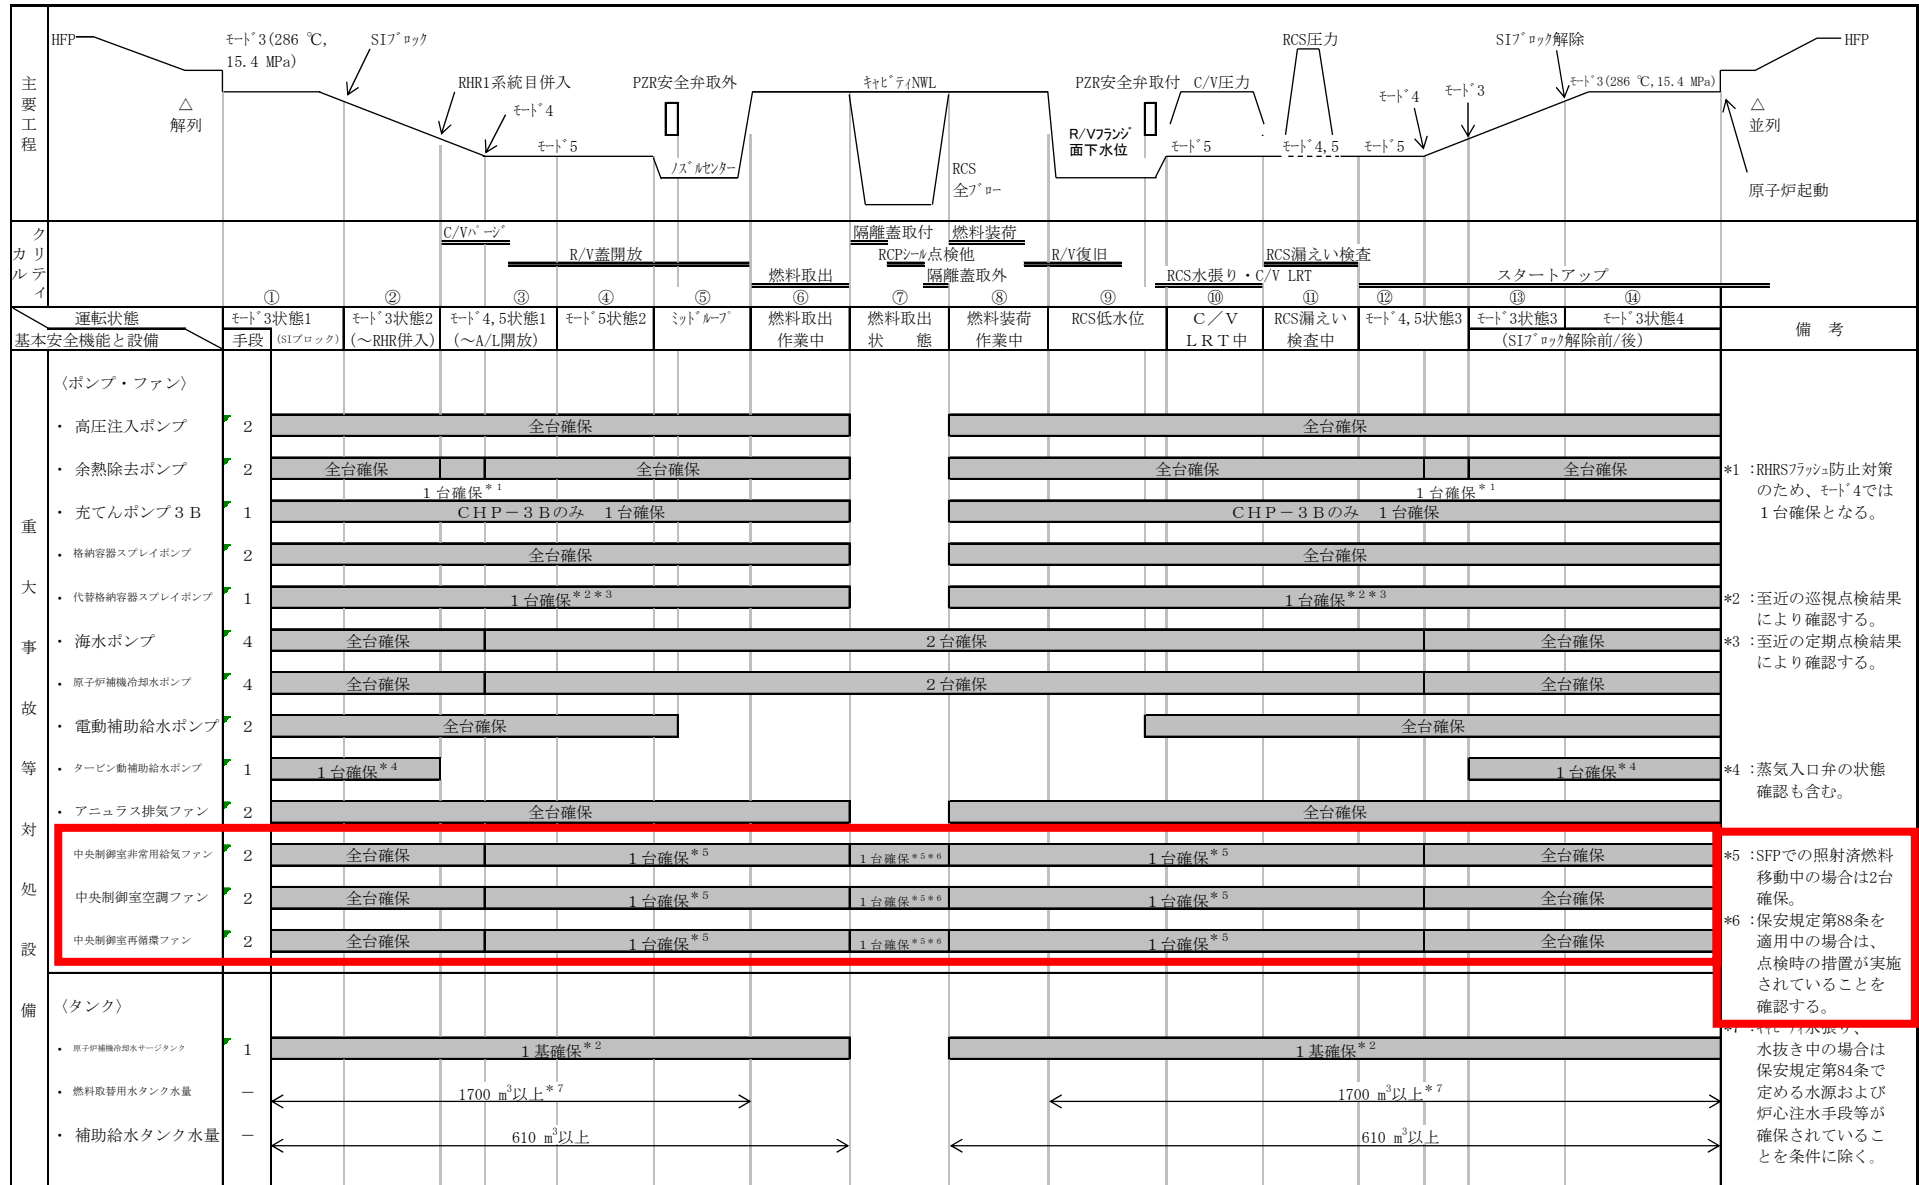 主要工程
HFP
モード3(286 ℃,
15.4 MPa)
SIブロック
RHR1系統目併入
モード4
モード5
△
解列
PZR安全弁取外
ノズルセンター
キャビティNWL
RCS
全ブロー
PZR安全弁取付
R/Vフランジ
面下水位
C/V圧力
モード5
RCS圧力
モード4,5
モード5
モード4
モード3
SIブロック解除
モード3(286 ℃,15.4 MPa)
HFP
△
並列
原子炉起動
クリティカル
C/Vパージ
R/V蓋開放
燃料取出
隔離蓋取付
RCPシール点検他
隔離蓋取外
燃料装荷
R/V復旧
RCS水張り・C/V LRT
RCS漏えい検査
スタートアップ
① ② ③ ④ ⑤ ⑥ ⑦ ⑧ ⑨ ⑩ ⑪ ⑫ ⑬ ⑭
運転状態
基本安全機能と設備
手段
モード3状態1
(SIブロック)
モード3状態2
(～RHR併入)
モード4,5状態1
(～A/L開放)
モード5状態2
ミッドループ
燃料取出
作業中
燃料取出
状 態
燃料装荷
作業中
RCS低水位
C／V
LRT中
RCS漏えい
検査中
モード4,5状態3
モード3状態3
モード3状態4
(SIブロック解除前/後)
備 考
重大事故等対処設備
〈ポンプ・ファン〉
・ 高圧注入ポンプ 2 全台確保 全台確保
・ 余熱除去ポンプ 2 全台確保 全台確保 全台確保 全台確保
1台確保*1 1台確保*1
・ 充てんポンプ3B 1 CHP－3Bのみ 1台確保 CHP－3Bのみ 1台確保
・ 格納容器スプレイポンプ 2 全台確保 全台確保
・ 代替格納容器スプレイポンプ 1 1台確保*2*3 1台確保*2*3
・ 海水ポンプ 4 全台確保 2台確保 全台確保
・ 原子炉補機冷却水ポンプ 4 全台確保 2台確保 全台確保
・ 電動補助給水ポンプ 2 全台確保 全台確保
・ タービン動補助給水ポンプ 1 1台確保*4 1台確保*4
・ アニュラス排気ファン 2 全台確保 全台確保
中央制御室非常用給気ファン 2 全台確保 1台確保*5 1台確保*5*6 1台確保*5 全台確保
中央制御室空調ファン 2 全台確保 1台確保*5 1台確保*5*6 1台確保*5 全台確保
中央制御室再循環ファン 2 全台確保 1台確保*5 1台確保*5*6 1台確保*5 全台確保
〈タンク〉
・ 原子炉補機冷却水サージタンク 1 1基確保*2 1基確保*2
・ 燃料取替用水タンク水量 － 1700 m³以上*7 1700 m³以上*7
・ 補助給水タンク水量 － 610 m³以上 610 m³以上
*1 :RHRSフラッシュ防止対策
のため、モード4では
1台確保となる。
*2 :至近の巡視点検結果
により確認する。
*3 :至近の定期点検結果
により確認する。
*4 :蒸気入口弁の状態
確認も含む。
*5 :SFPでの照射済燃料
移動中の場合は2台
確保。
*6 :保安規定第88条を
適用中の場合は、
点検時の措置が実施
されていることを
確認する。
*7 :キャビティ水張り、
水抜き中の場合は
保安規定第84条で
定める水源および
炉心注水手段等が
確保されているこ
とを条件に除く。